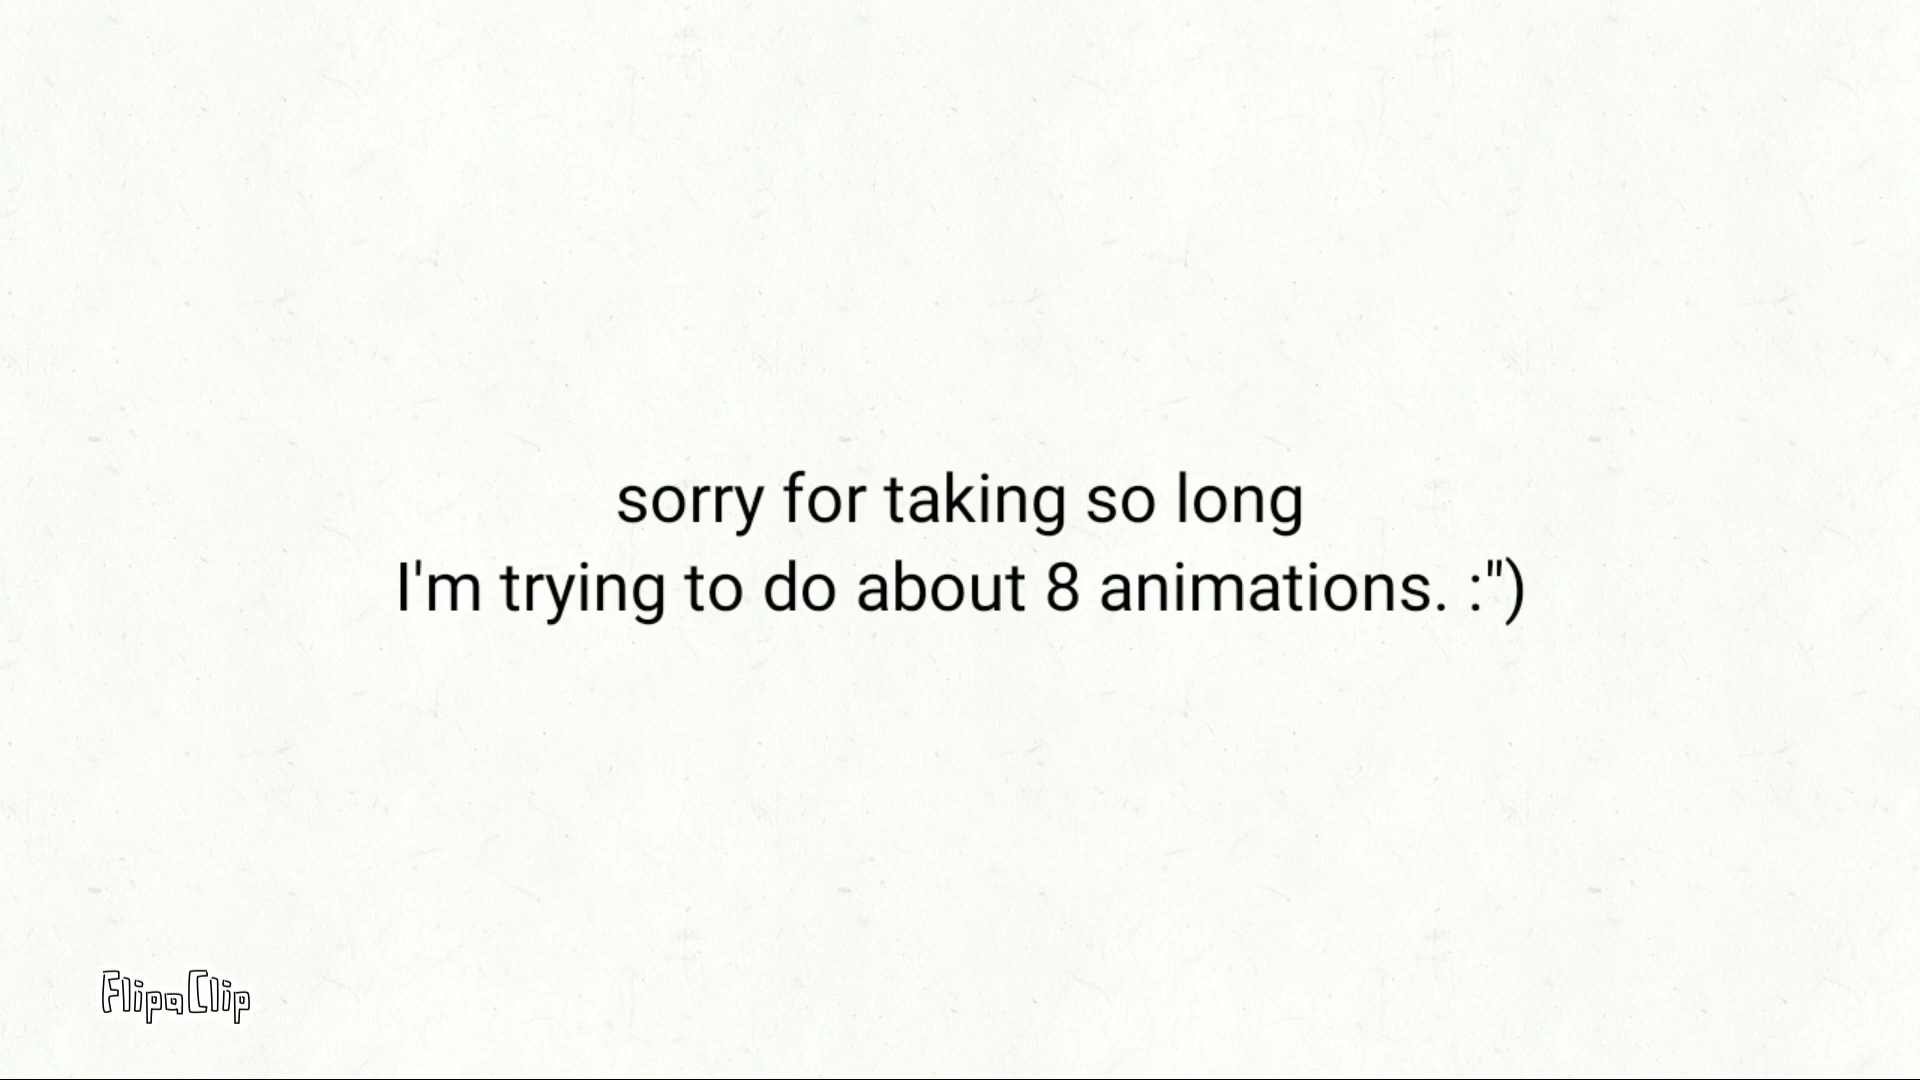 sorry for taking so long
I'm trying to do about 8 animations. :")
FlipaClip